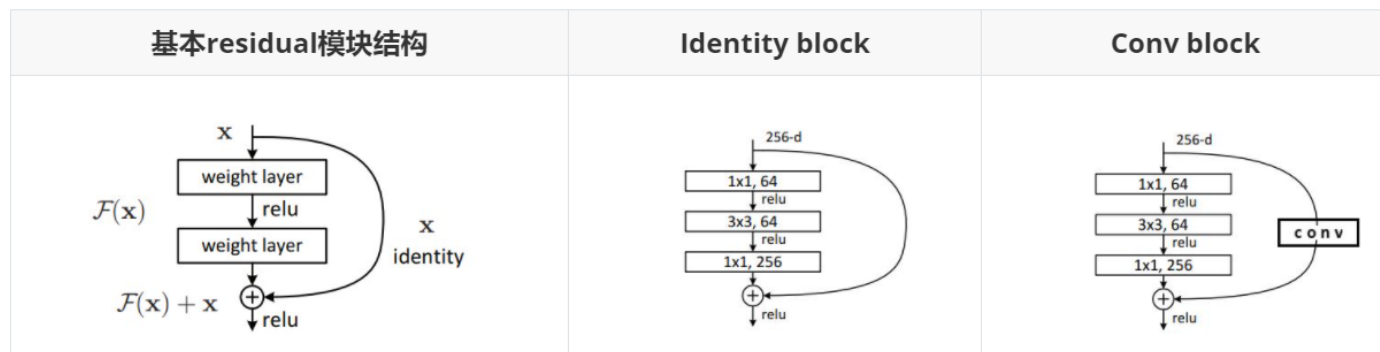 基本residual模块结构
Identity block
Conv block
x
weight layer
relu
F(x)
weight layer
x
identity
F(x) + x
relu
256-d
1x1, 64
relu
3x3, 64
relu
1x1, 256
relu
256-d
1x1, 64
relu
3x3, 64
relu
conv
1x1, 256
relu